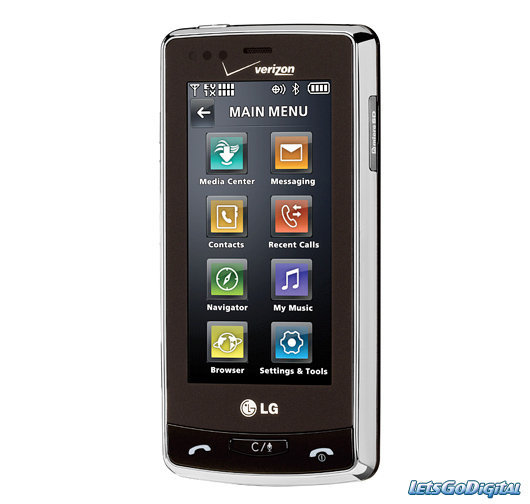 verizon
EV
1X
MAIN MENU
microSD
Media Center Messaging
Contacts Recent Calls
Navigator My Music
Browser Settings & Tools
LG
C/
LETSGODIGITAL